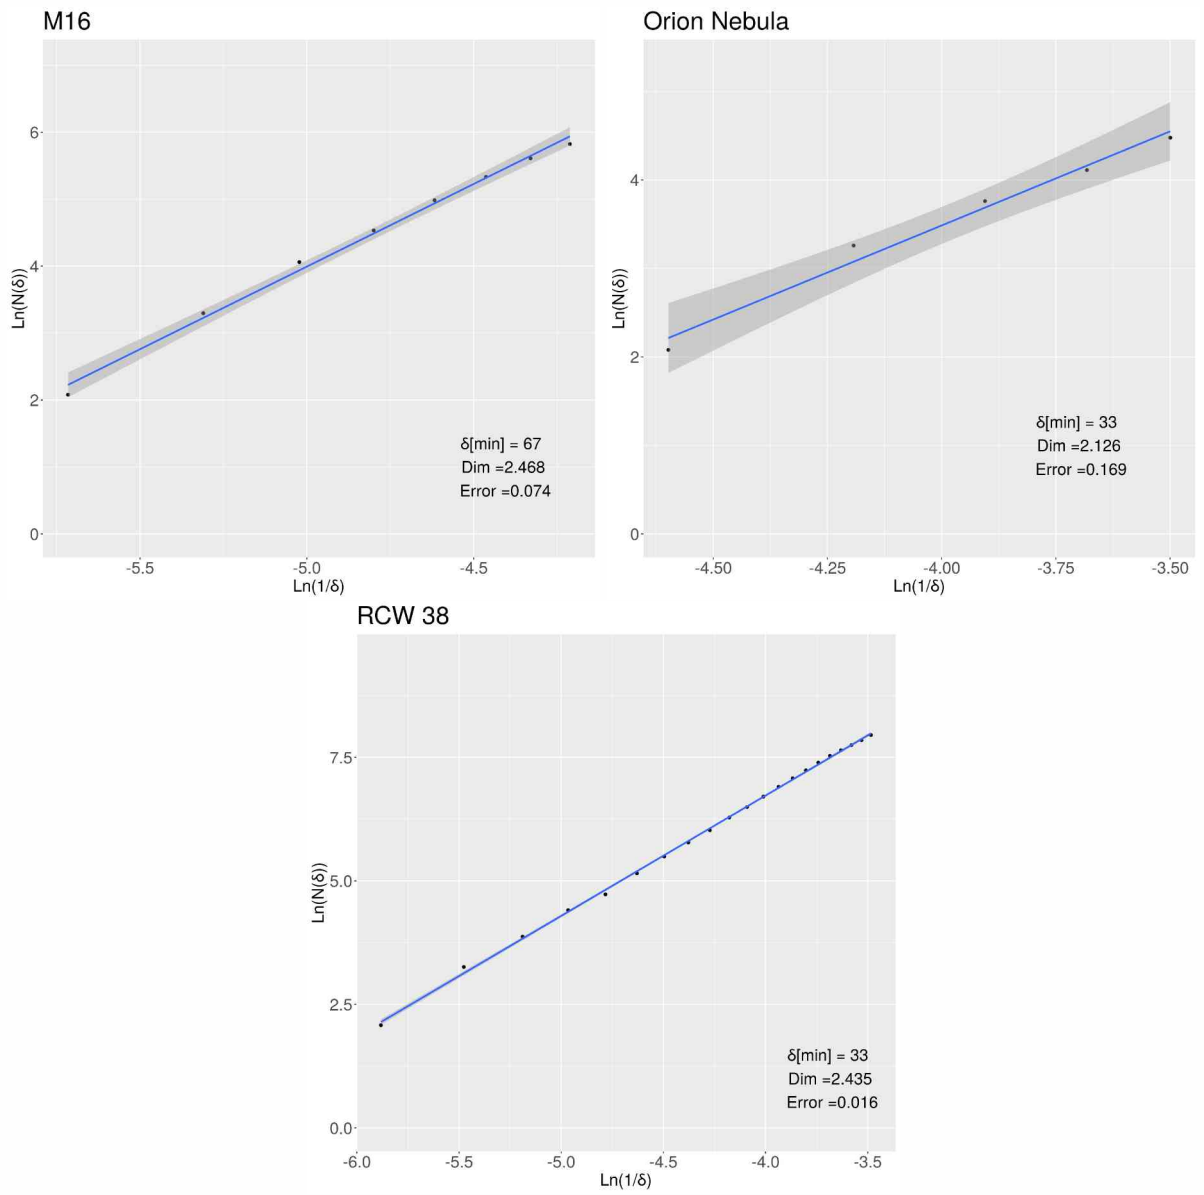 M16
Ln(N(δ))
6
4
2
0
-5.5 -5.0 -4.5
Ln(1/δ)
δ[min] = 67
Dim =2.468
Error =0.074
Orion Nebula
Ln(N(δ))
4
2
0
-4.50 -4.25 -4.00 -3.75 -3.50
Ln(1/δ)
δ[min] = 33
Dim =2.126
Error =0.169
RCW 38
Ln(N(δ))
7.5
5.0
2.5
0.0
-6.0 -5.5 -5.0 -4.5 -4.0 -3.5
Ln(1/δ)
δ[min] = 33
Dim =2.435
Error =0.016